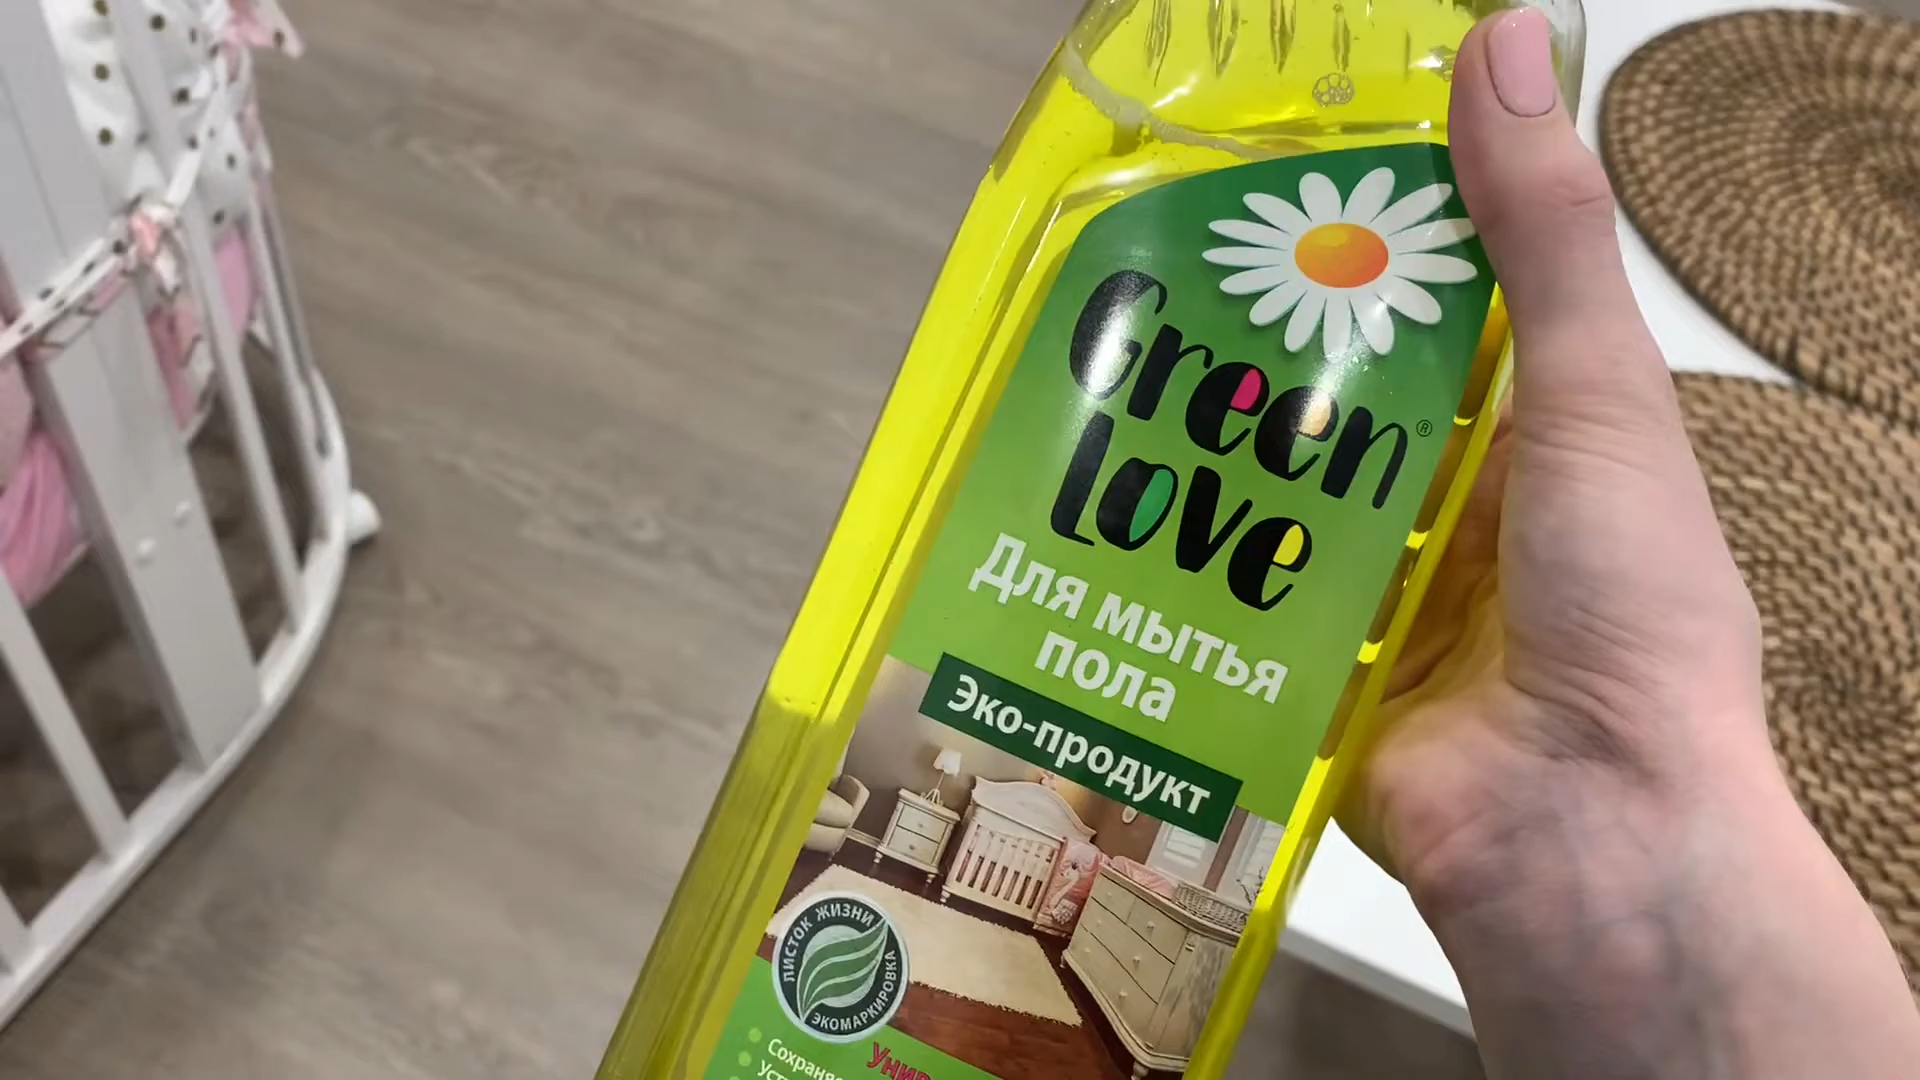 Green®
Love
Для мытья
пола
Эко-продукт
ЛИСТОК ЖИЗНИ
ЭКОМАРКИРОВКА